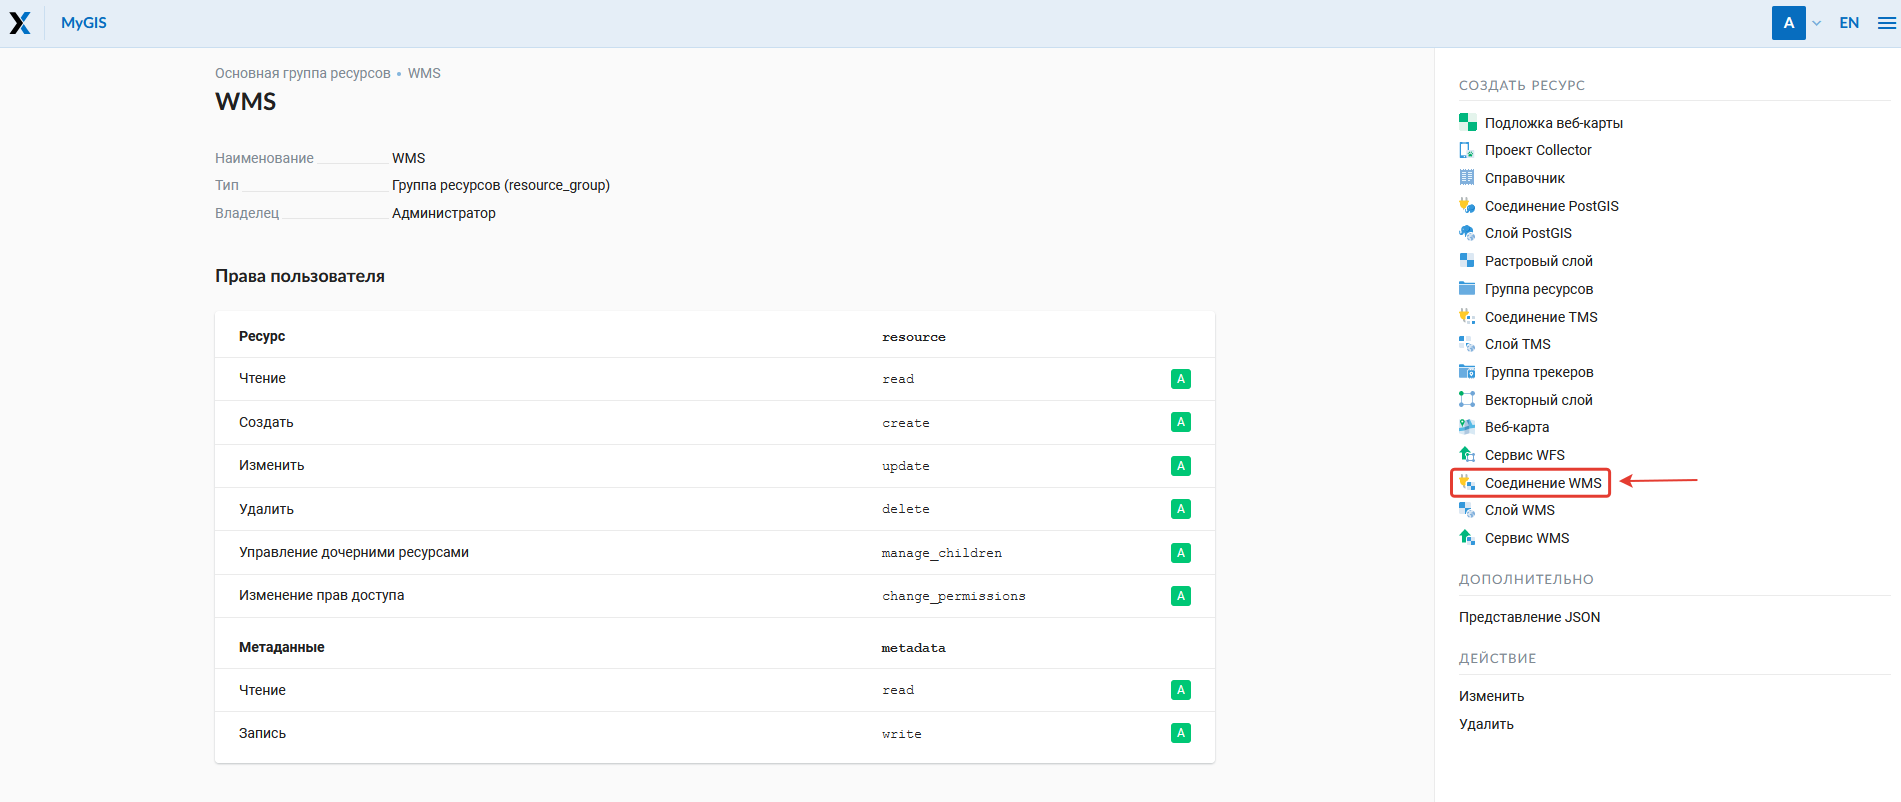 MyGIS
A
EN
Основная группа ресурсов • WMS
WMS
Наименование WMS
Тип Группа ресурсов (resource_group)
Владелец Администратор
Права пользователя
Ресурс resource
Чтение read A
Создать create A
Изменить update A
Удалить delete A
Управление дочерними ресурсами manage_children A
Изменение прав доступа change_permissions A
Метаданные metadata
Чтение read A
Запись write A
СОЗДАТЬ РЕСУРС
Подложка веб-карты
Проект Collector
Справочник
Соединение PostGIS
Слой PostGIS
Растровый слой
Группа ресурсов
Соединение TMS
Слой TMS
Группа трекеров
Векторный слой
Веб-карта
Сервис WFS
Соединение WMS
Слой WMS
Сервис WMS
ДОПОЛНИТЕЛЬНО
Представление JSON
ДЕЙСТВИЕ
Изменить
Удалить